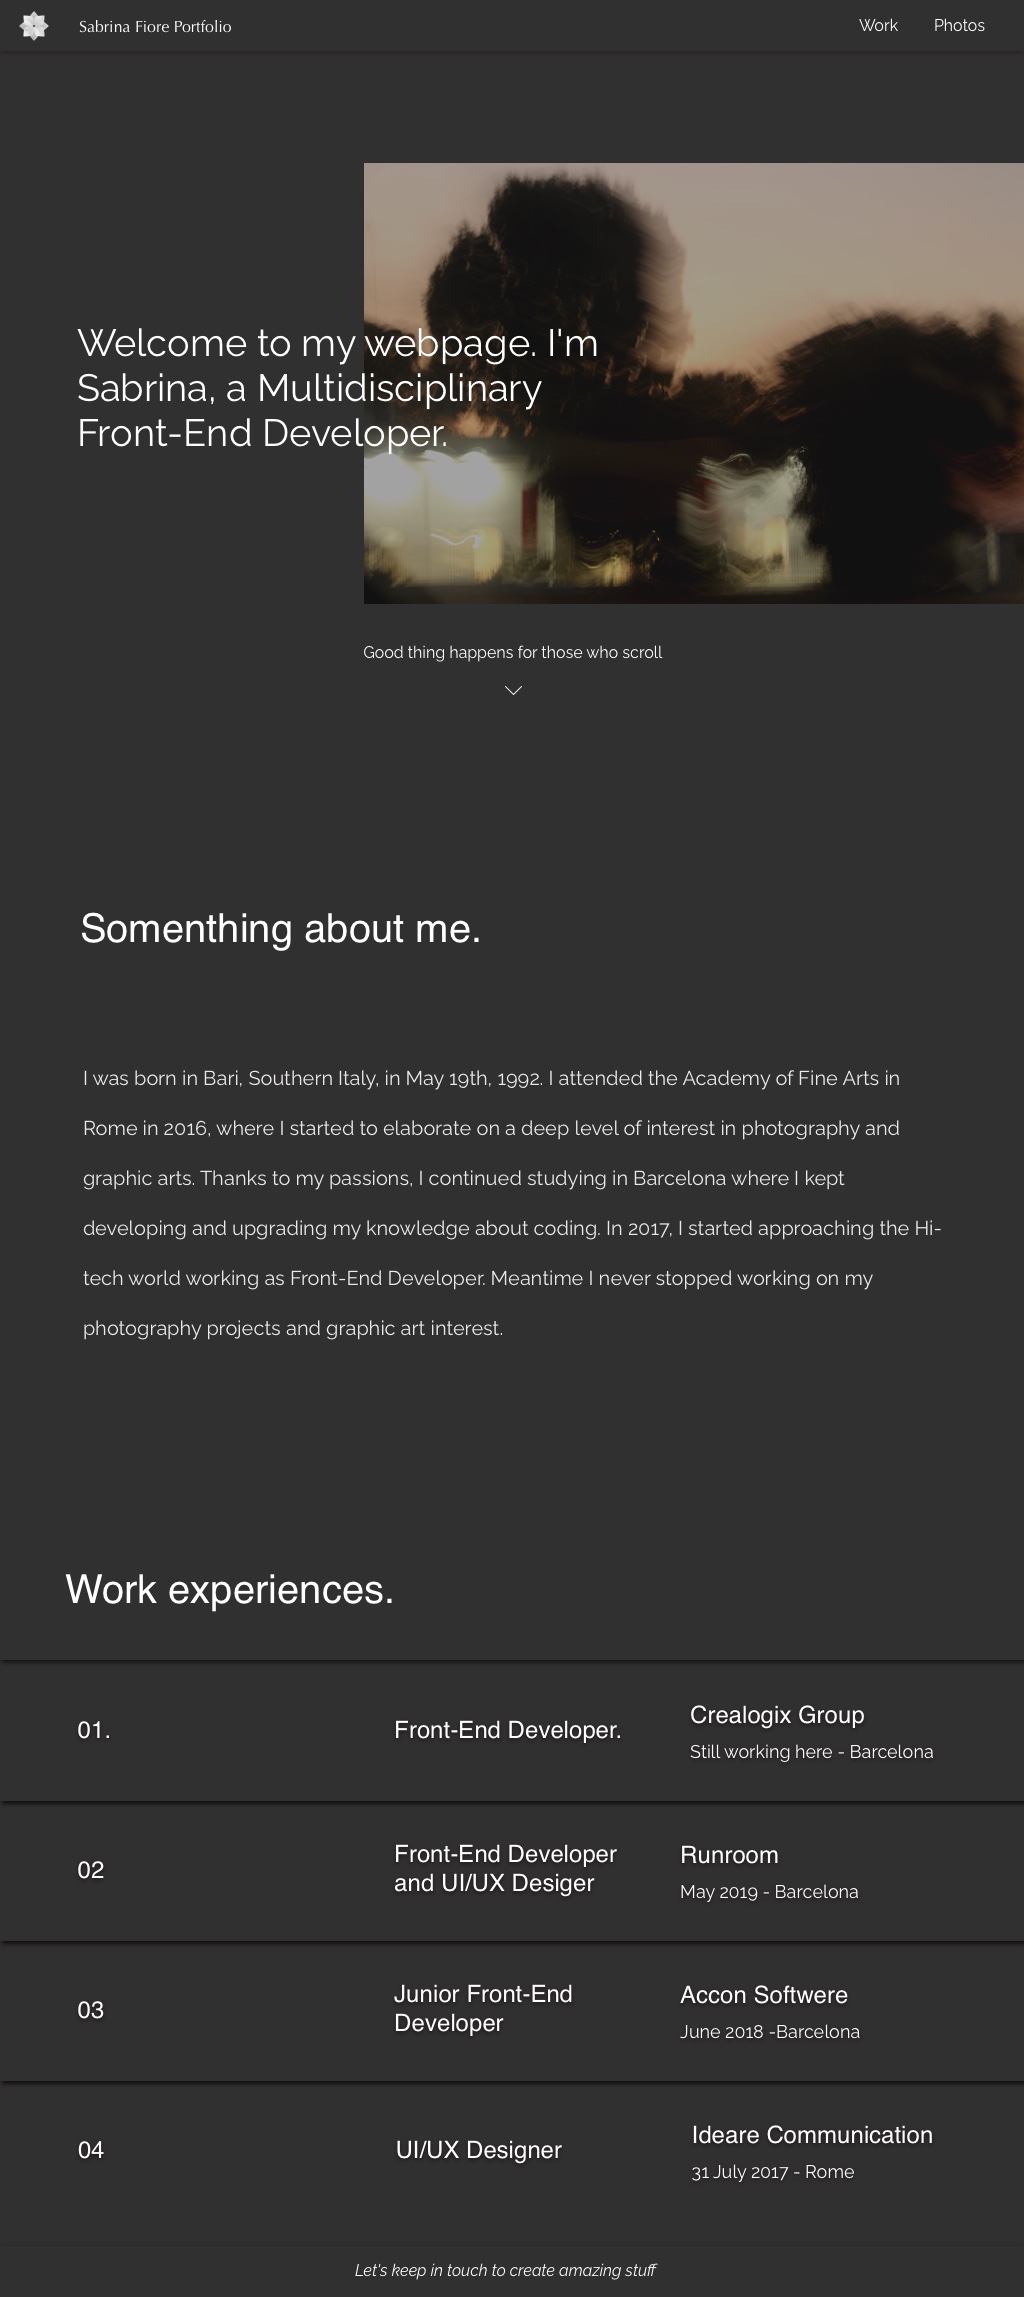 Sabrina Fiore Portfolio
Work
Photos
Welcome to my webpage. I'm
Sabrina, a Multidisciplinary
Front-End Developer.
Good thing happens for those who scroll
Somenthing about me.
I was born in Bari, Southern Italy, in May 19th, 1992. I attended the Academy of Fine Arts in
Rome in 2016, where I started to elaborate on a deep level of interest in photography and
graphic arts. Thanks to my passions, I continued studying in Barcelona where I kept
developing and upgrading my knowledge about coding. In 2017, I started approaching the Hi-
tech world working as Front-End Developer. Meantime I never stopped working on my
photography projects and graphic art interest.
Work experiences.
01.
Front-End Developer.
Crealogix Group
Still working here - Barcelona
02
Front-End Developer
and UI/UX Desiger
Runroom
May 2019 - Barcelona
03
Junior Front-End
Developer
Accon Softwere
June 2018 -Barcelona
04
UI/UX Designer
Ideare Communication
31 July 2017 - Rome
Let's keep in touch to create amazing stuff